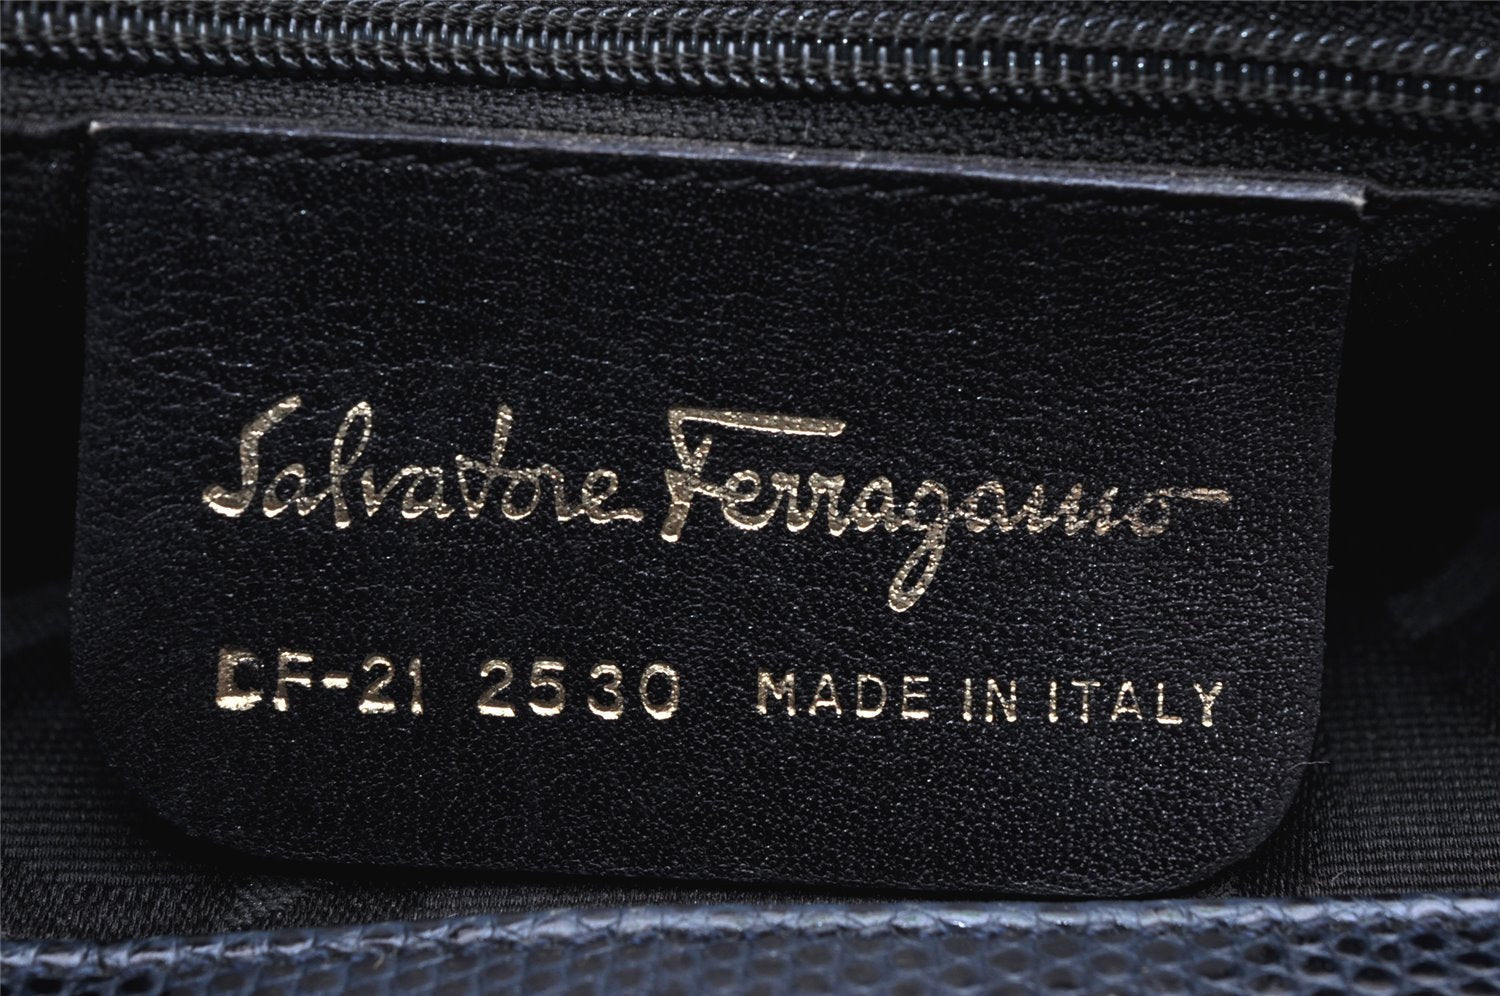 Salvatore Ferragamo
DF-21 2530 MADE IN ITALY